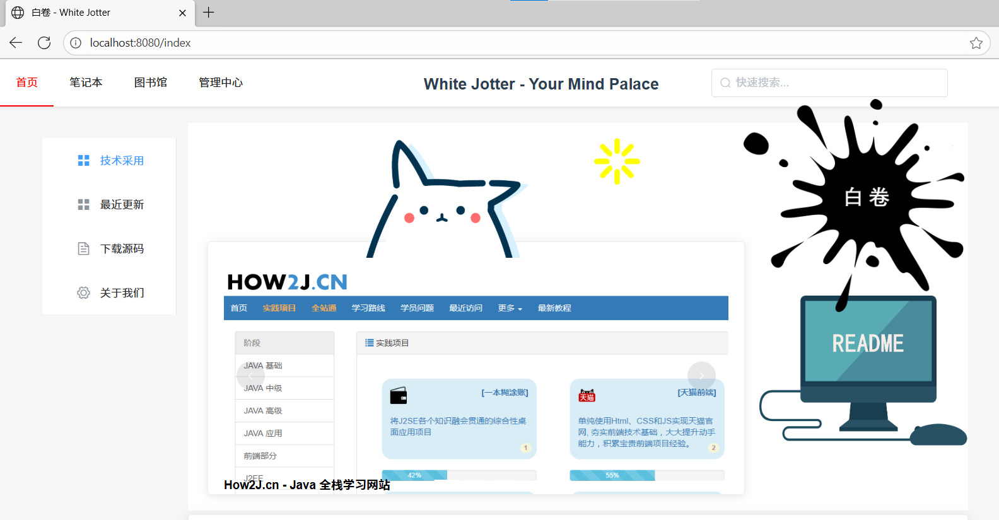 白卷 - White Jotter
localhost:8080/index
首页 笔记本 图书馆 管理中心 White Jotter - Your Mind Palace 快速搜索...
技术采用
最近更新
下载源码
关于我们
白卷
README
HOW2J.CN
首页 实践项目 全站通 学习路线 学员问题 最近访问 更多 最新教程
阶段
JAVA 基础
JAVA 中级
JAVA 高级
JAVA 应用
前端部分
J2EE
实践项目
[一本糊涂账]
将J2SE各个知识融会贯通的综合性桌
面应用项目
1
42%
天猫
[天猫前端]
单纯使用Html、CSS和JS实现天猫官
网, 夯实前端技术基础，大大提升动手
能力，积累宝贵前端项目经验。
2
55%
How2J.cn - Java 全栈学习网站